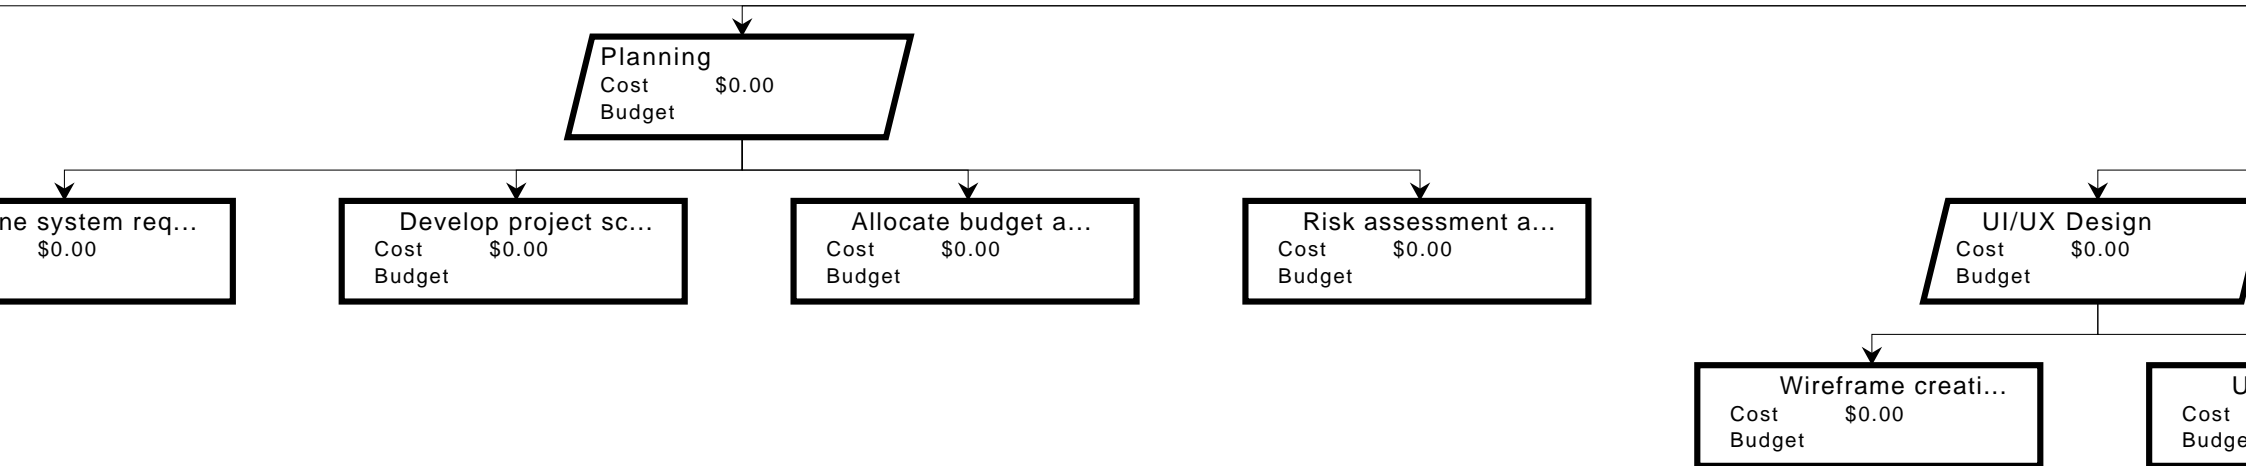 Planning
Cost $0.00
Budget
ne system req...
$0.00
Develop project sc...
Cost $0.00
Budget
Allocate budget a...
Cost $0.00
Budget
Risk assessment a...
Cost $0.00
Budget
UI/UX Design
Cost $0.00
Budget
Wireframe creati...
Cost $0.00
Budget
U
Cost
Budge